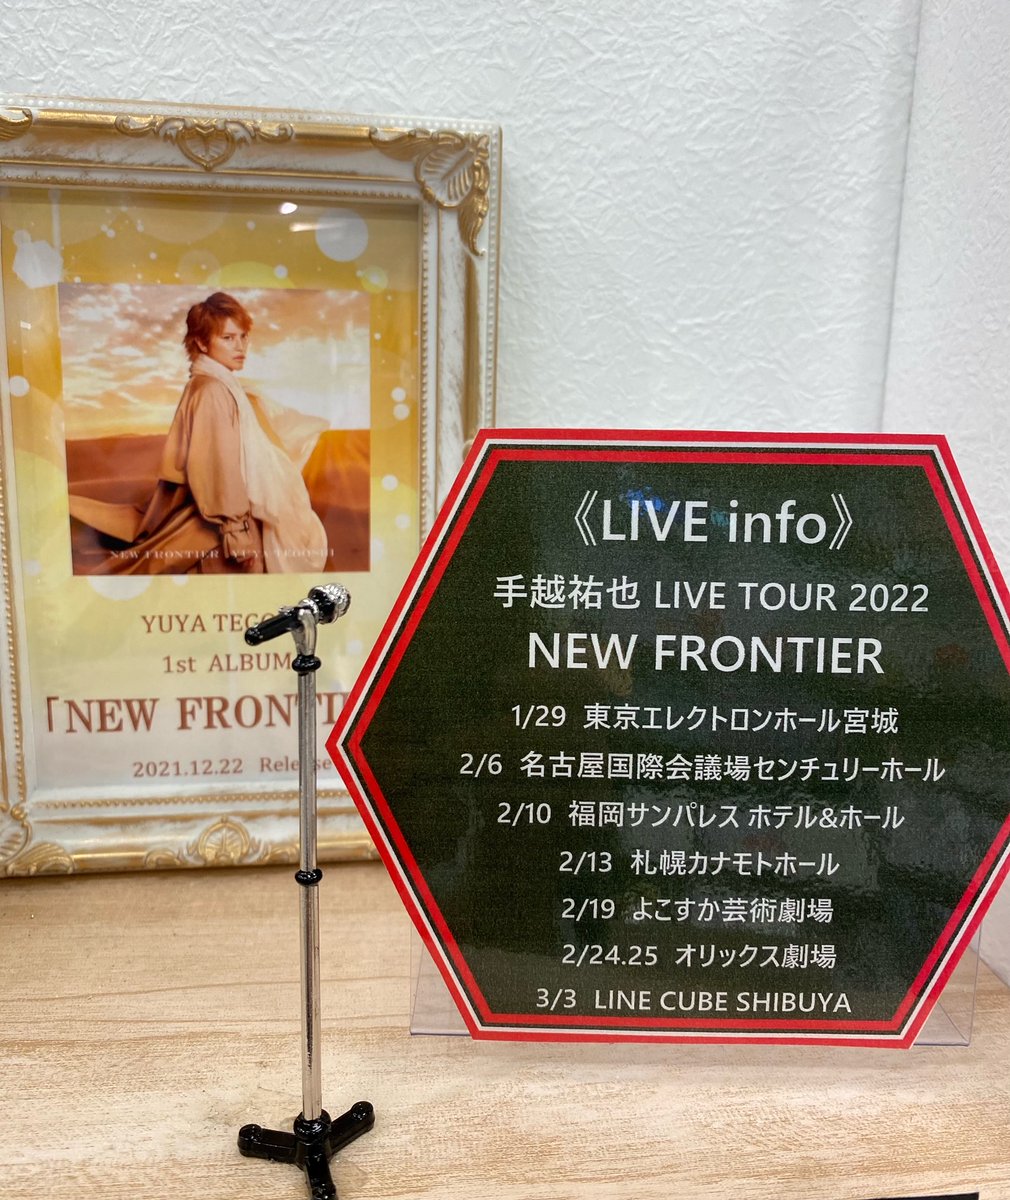 NEW FRONTIER YUYA TEGOSHI
YUYA
1st ALBUM
「NEW
2021.12.22 Release
《LIVE info》
手越祐也 LIVE TOUR 2022
NEW FRONTIER
1/29 東京エレクトロンホール宮城
2/6 名古屋国際会議場センチュリーホール
2/10 福岡サンパレス ホテル&ホール
2/13 札幌カナモトホール
2/19 よこすか芸術劇場
2/24.25 オリックス劇場
3/3 LINE CUBE SHIBUYA